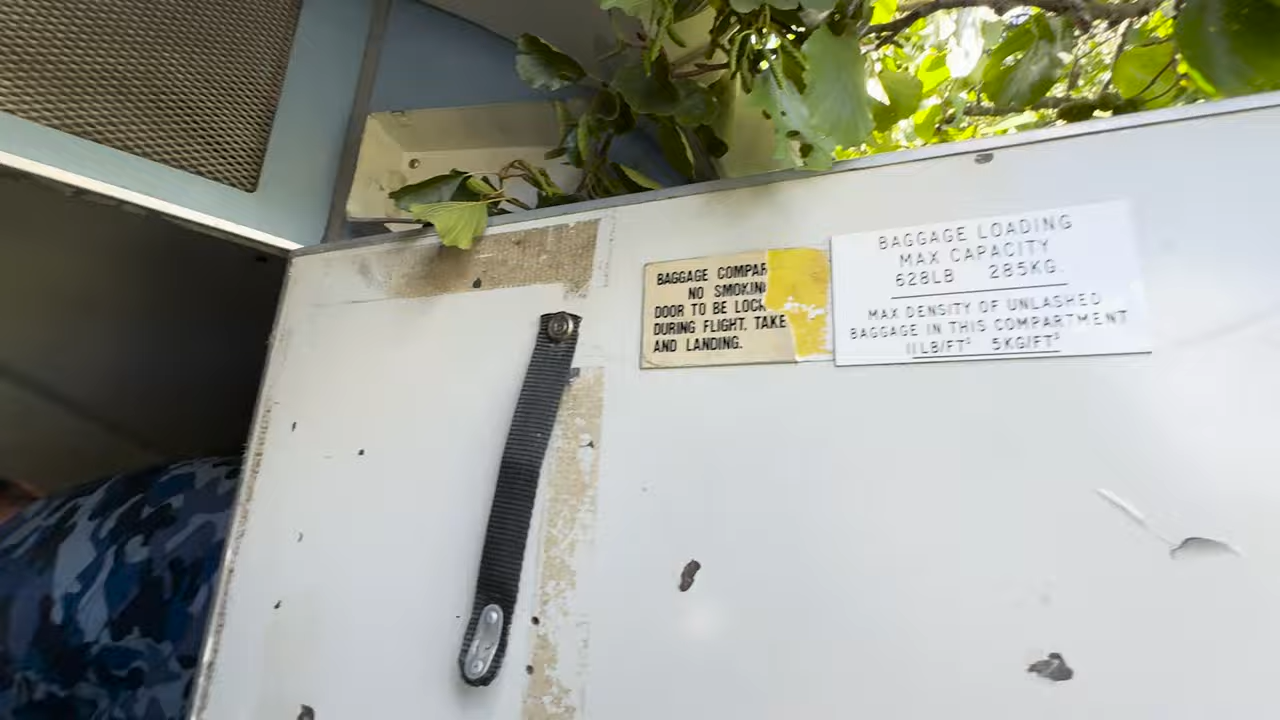 BAGGAGE COMPAR
NO SMOKIN
DOOR TO BE LOCK
DURING FLIGHT. TAKE
AND LANDING.
BAGGAGE LOADING
MAX CAPACITY
628LB 285KG.
MAX DENSITY OF UNLASHED
BAGGAGE IN THIS COMPARTMENT
11LB/FT³ 5KG/FT³